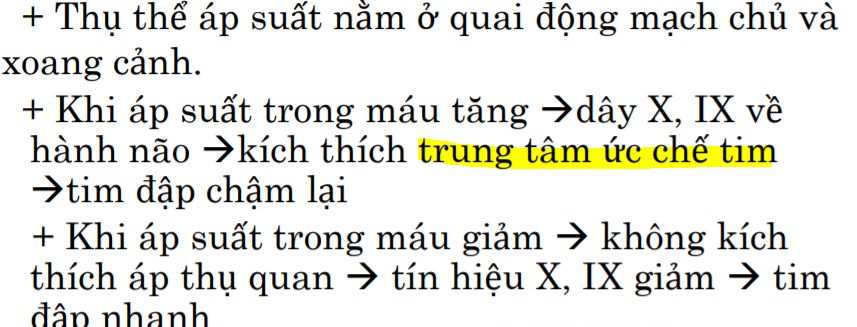 + Thụ thể áp suất nằm ở quai động mạch chủ và
xoang cảnh.
+ Khi áp suất trong máu tăng →dây X, IX về
hành não →kích thích trung tâm ức chế tim
→tim đập chậm lại
+ Khi áp suất trong máu giảm → không kích
thích áp thụ quan → tín hiệu X, IX giảm → tim
đập nhanh